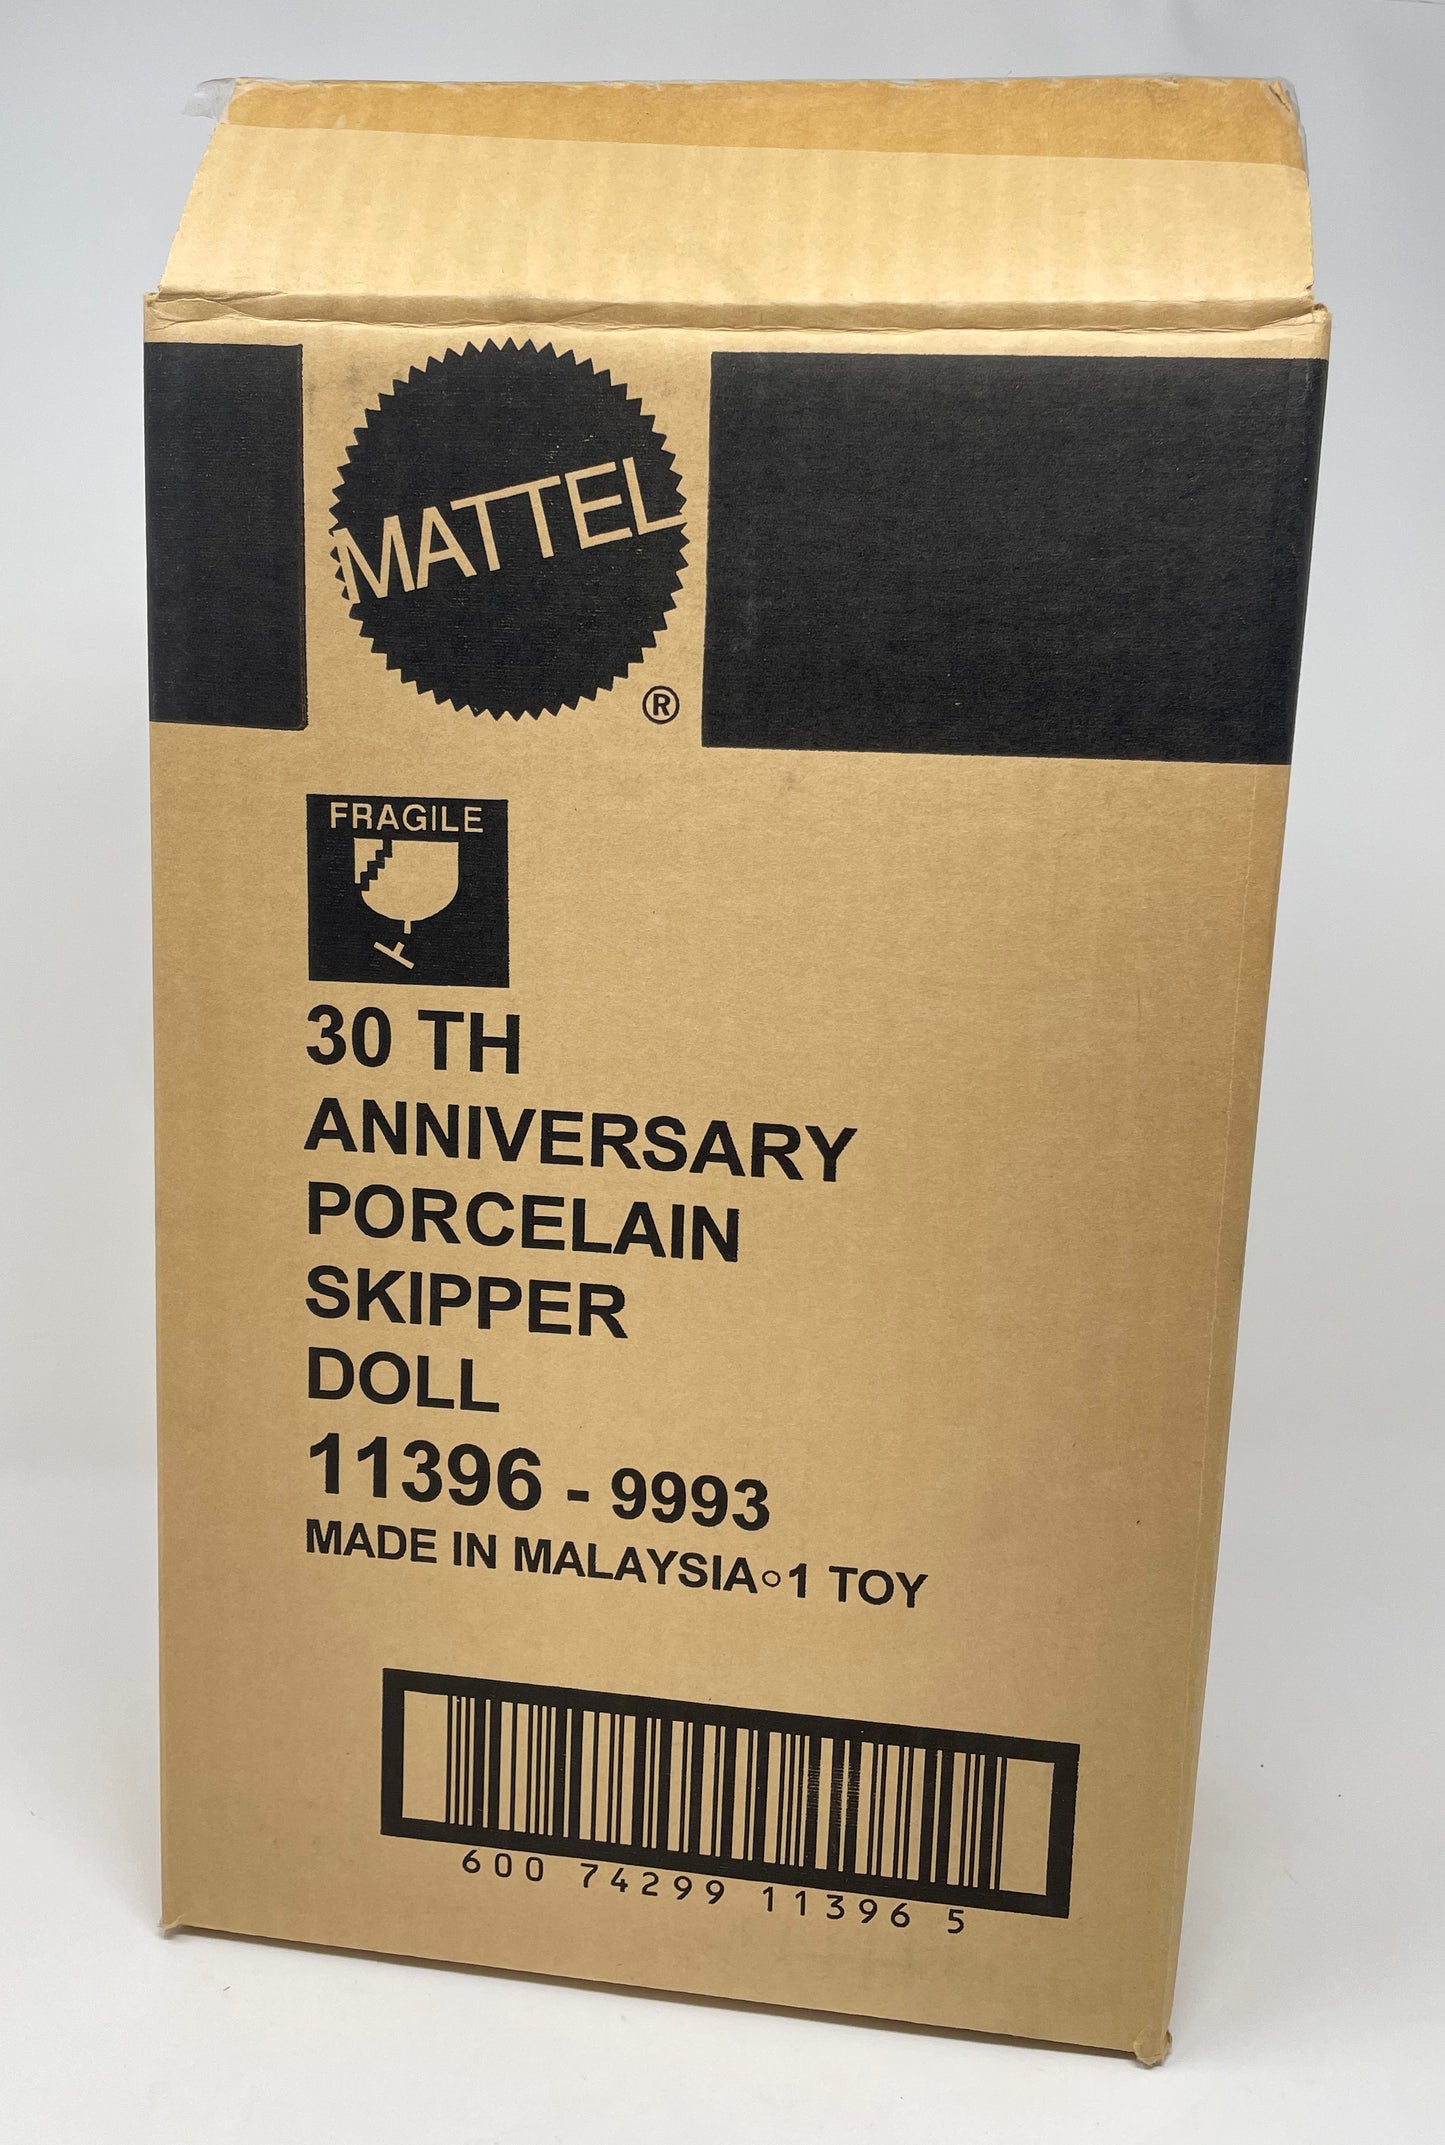 MATTEL
®
FRAGILE
30 TH
ANNIVERSARY
PORCELAIN
SKIPPER
DOLL
11396 - 9993
MADE IN MALAYSIA○1 TOY
600 74299 11396 5